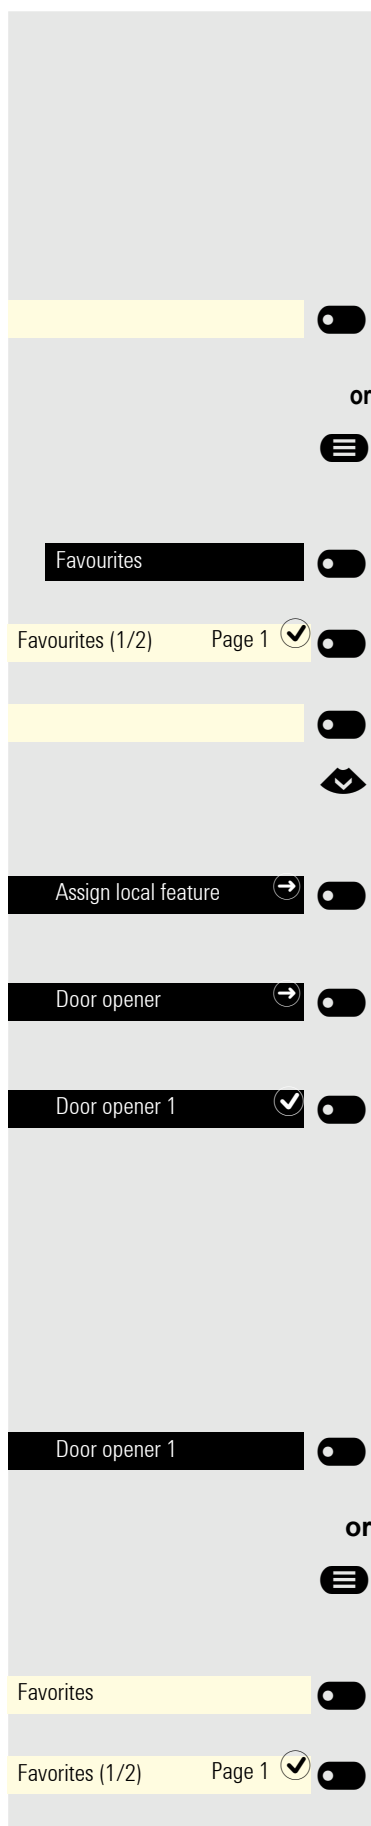 or
Favourites
Favourites (1/2) Page 1
Assign local feature
Door opener
Door opener 1
Door opener 1
or
Favorites
Favorites (1/2) Page 1